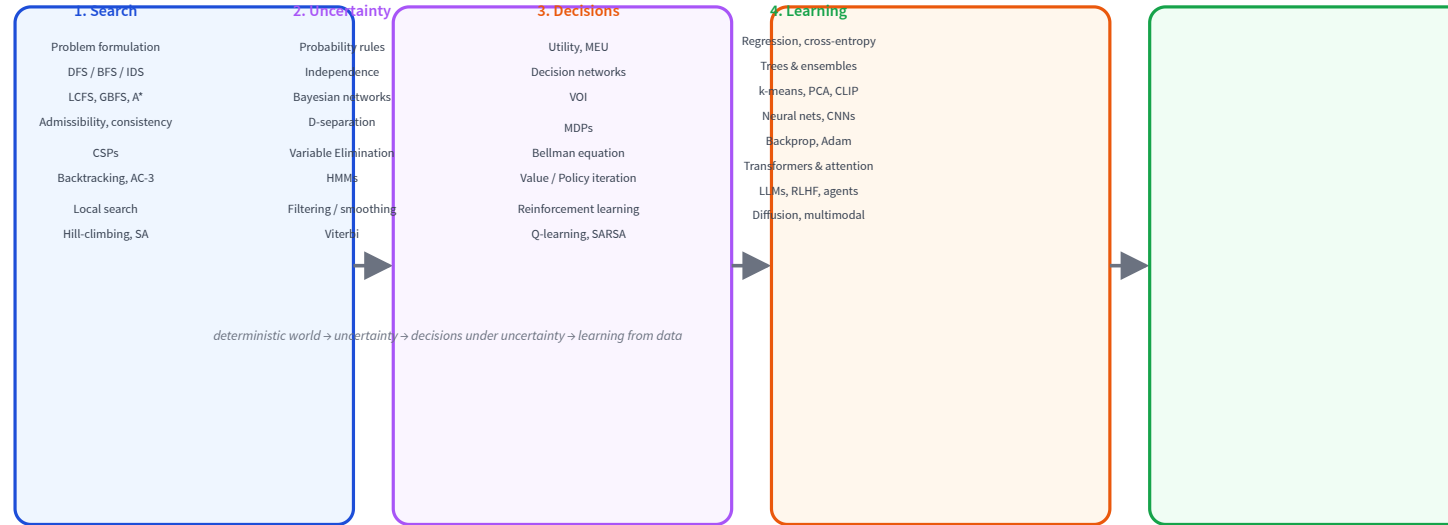 1. Search
Problem formulation
DFS / BFS / IDS
LCFS, GBFS, A*
Admissibility, consistency
CSPs
Backtracking, AC-3
Local search
Hill-climbing, SA
2. Uncertainty
Probability rules
Independence
Bayesian networks
D-separation
Variable Elimination
HMMs
Filtering / smoothing
Viterbi
3. Decisions
Utility, MEU
Decision networks
VOI
MDPs
Bellman equation
Value / Policy iteration
Reinforcement learning
Q-learning, SARSA
4. Learning
Regression, cross-entropy
Trees & ensembles
k-means, PCA, CLIP
Neural nets, CNNs
Backprop, Adam
Transformers & attention
LLMs, RLHF, agents
Diffusion, multimodal
deterministic world → uncertainty → decisions under uncertainty → learning from data